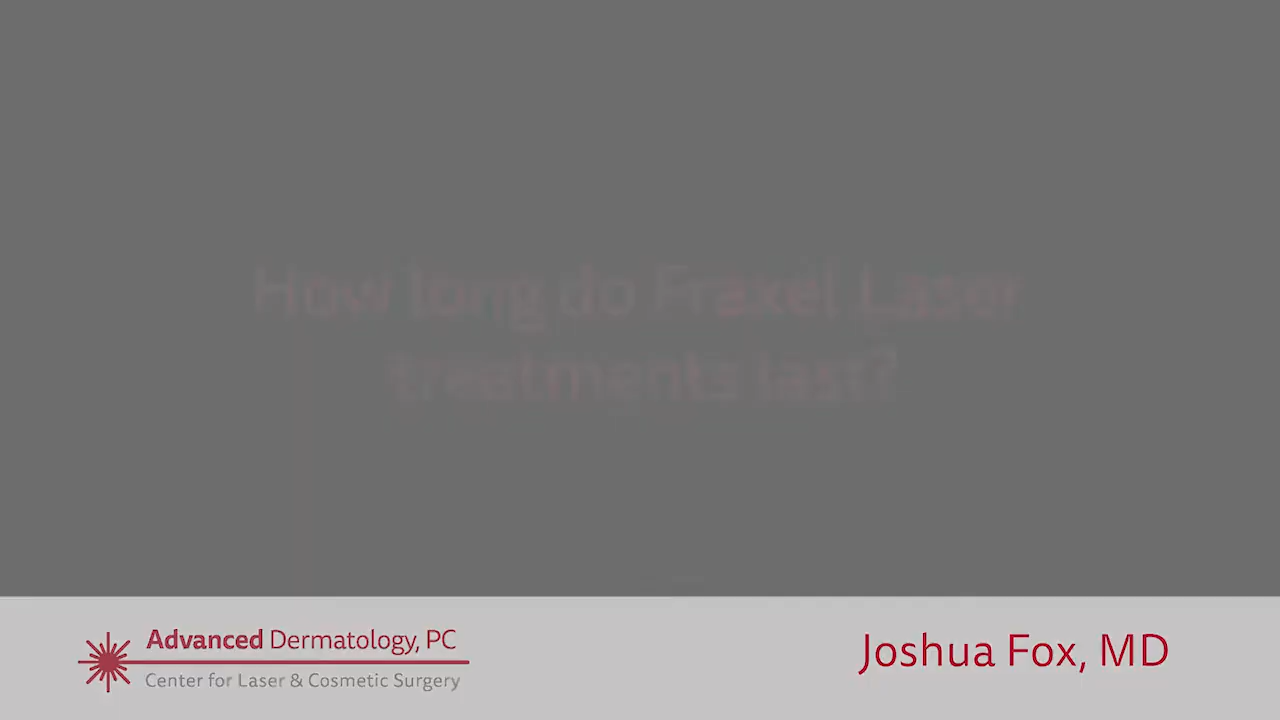 How long do Fraxel Laser
treatments last?
Advanced Dermatology, PC
Center for Laser & Cosmetic Surgery
Joshua Fox, MD